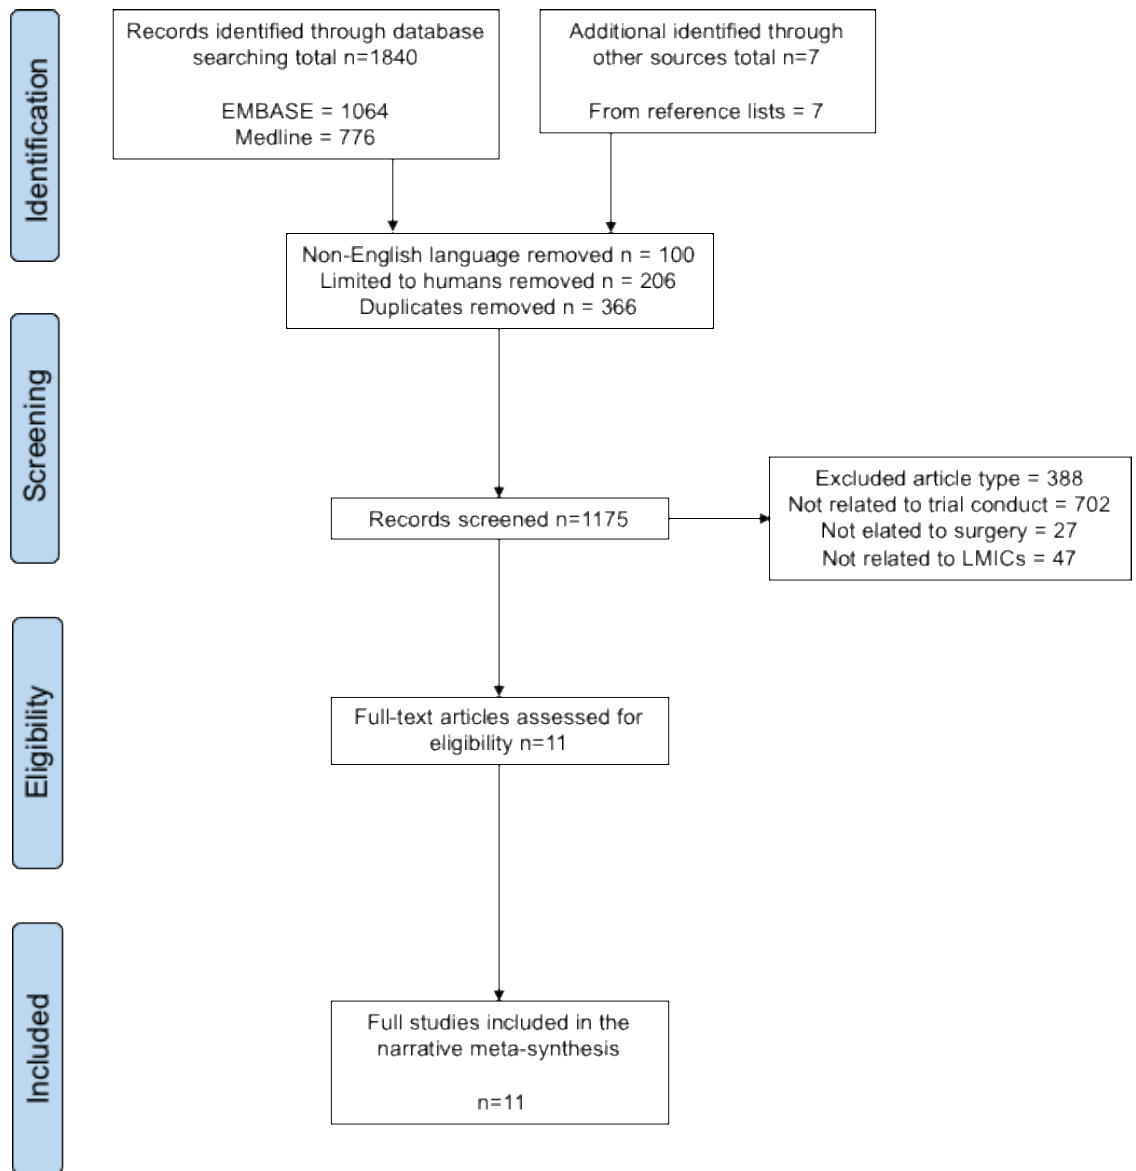 Identification
Records identified through database
searching total n=1840
EMBASE = 1064
Medline = 776
Additional identified through
other sources total n=7
From reference lists = 7
Non-English language removed n = 100
Limited to humans removed n = 206
Duplicates removed n = 366
Screening
Records screened n=1175
Excluded article type = 388
Not related to trial conduct = 702
Not elated to surgery = 27
Not related to LMICs = 47
Eligibility
Full-text articles assessed for
eligibility n=11
Included
Full studies included in the
narrative meta-synthesis
n=11